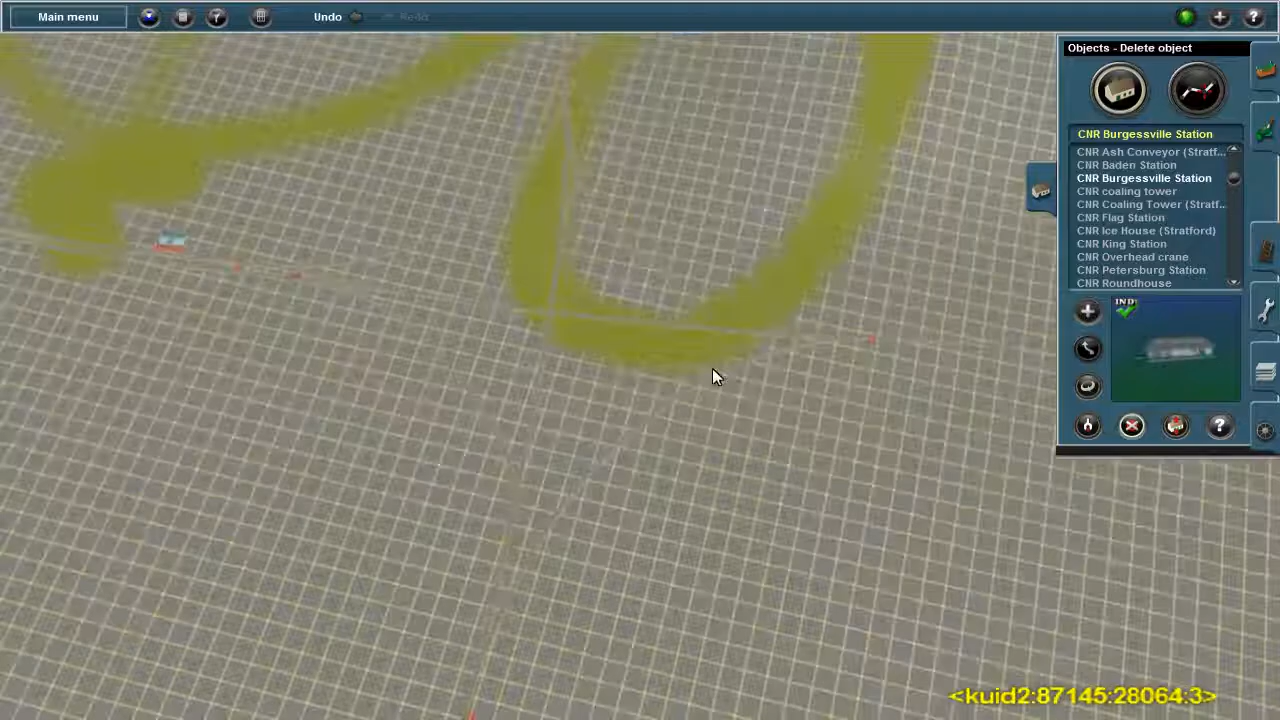 Main menu
Undo
Objects - Delete object
CNR Burgessville Station
CNR Ash Conveyor (Stratf...
CNR Baden Station
CNR Burgessville Station
CNR coaling tower
CNR Coaling Tower (Stratf...
CNR Flag Station
CNR Ice House (Stratford)
CNR King Station
CNR Overhead crane
CNR Petersburg Station
CNR Roundhouse
IND
<kuid2:87145:28064:3>